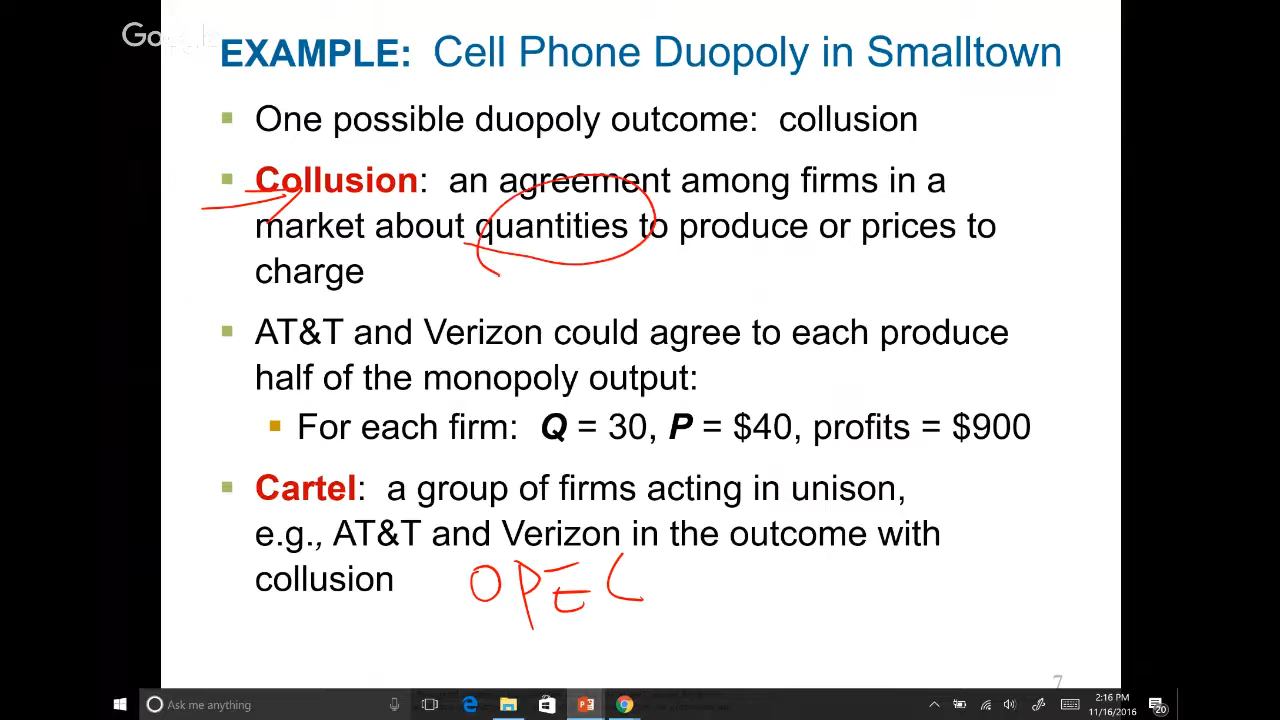 EXAMPLE: Cell Phone Duopoly in Smalltown
▪ One possible duopoly outcome: collusion
▪ Collusion: an agreement among firms in a
market about quantities to produce or prices to
charge
▪ AT&T and Verizon could agree to each produce
half of the monopoly output:
▪ For each firm: Q = 30, P = $40, profits = $900
▪ Cartel: a group of firms acting in unison,
e.g., AT&T and Verizon in the outcome with
collusion
OPEC
7
Ask me anything
2:16 PM
11/16/2016
20